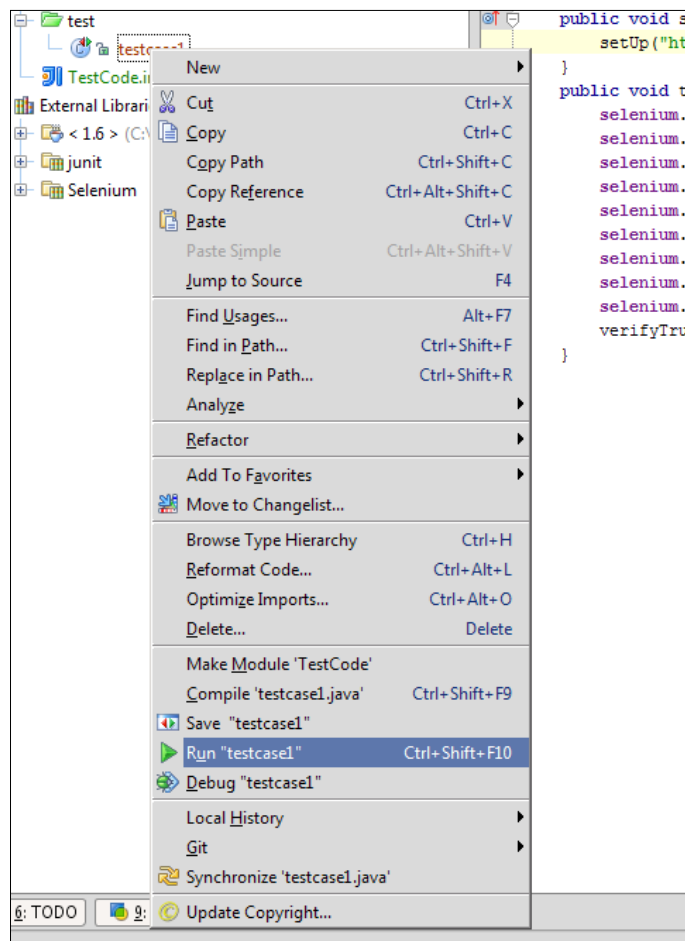 test
testcase1
TestCode.i
External Librari
< 1.6 > (C:\
junit
Selenium
public void s
setUp("ht
}
public void t
selenium.
selenium.
selenium.
selenium.
selenium.
selenium.
selenium.
selenium.
selenium.
verifyTru
}
New
Cut Ctrl+X
Copy Ctrl+C
Copy Path Ctrl+Shift+C
Copy Reference Ctrl+Alt+Shift+C
Paste Ctrl+V
Paste Simple Ctrl+Alt+Shift+V
Jump to Source F4
Find Usages... Alt+F7
Find in Path... Ctrl+Shift+F
Replace in Path... Ctrl+Shift+R
Analyze
Refactor
Add To Favorites
Move to Changelist...
Browse Type Hierarchy Ctrl+H
Reformat Code... Ctrl+Alt+L
Optimize Imports... Ctrl+Alt+O
Delete... Delete
Make Module 'TestCode'
Compile 'testcase1.java' Ctrl+Shift+F9
Save "testcase1"
Run "testcase1" Ctrl+Shift+F10
Debug "testcase1"
Local History
Git
Synchronize 'testcase1.java'
Update Copyright...
6: TODO
9: